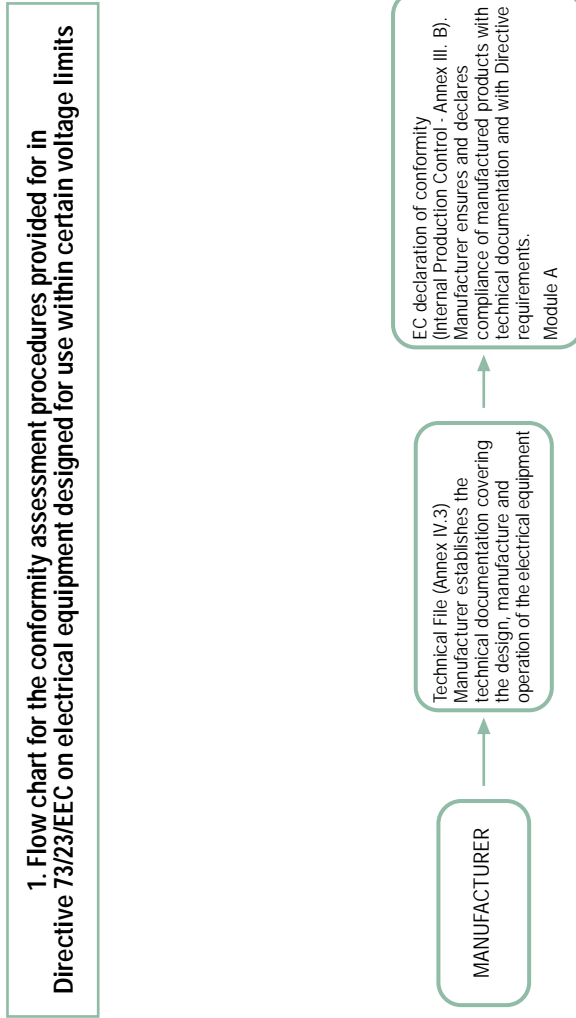 1. Flow chart for the conformity assessment procedures provided for in
Directive 73/23/EEC on electrical equipment designed for use within certain voltage limits
MANUFACTURER
Technical File (Annex IV.3)
Manufacturer establishes the
technical documentation covering
the design, manufacture and
operation of the electrical equipment
EC declaration of conformity
(Internal Production Control - Annex III. B).
Manufacturer ensures and declares
compliance of manufactured products with
technical documentation and with Directive
requirements.
Module A